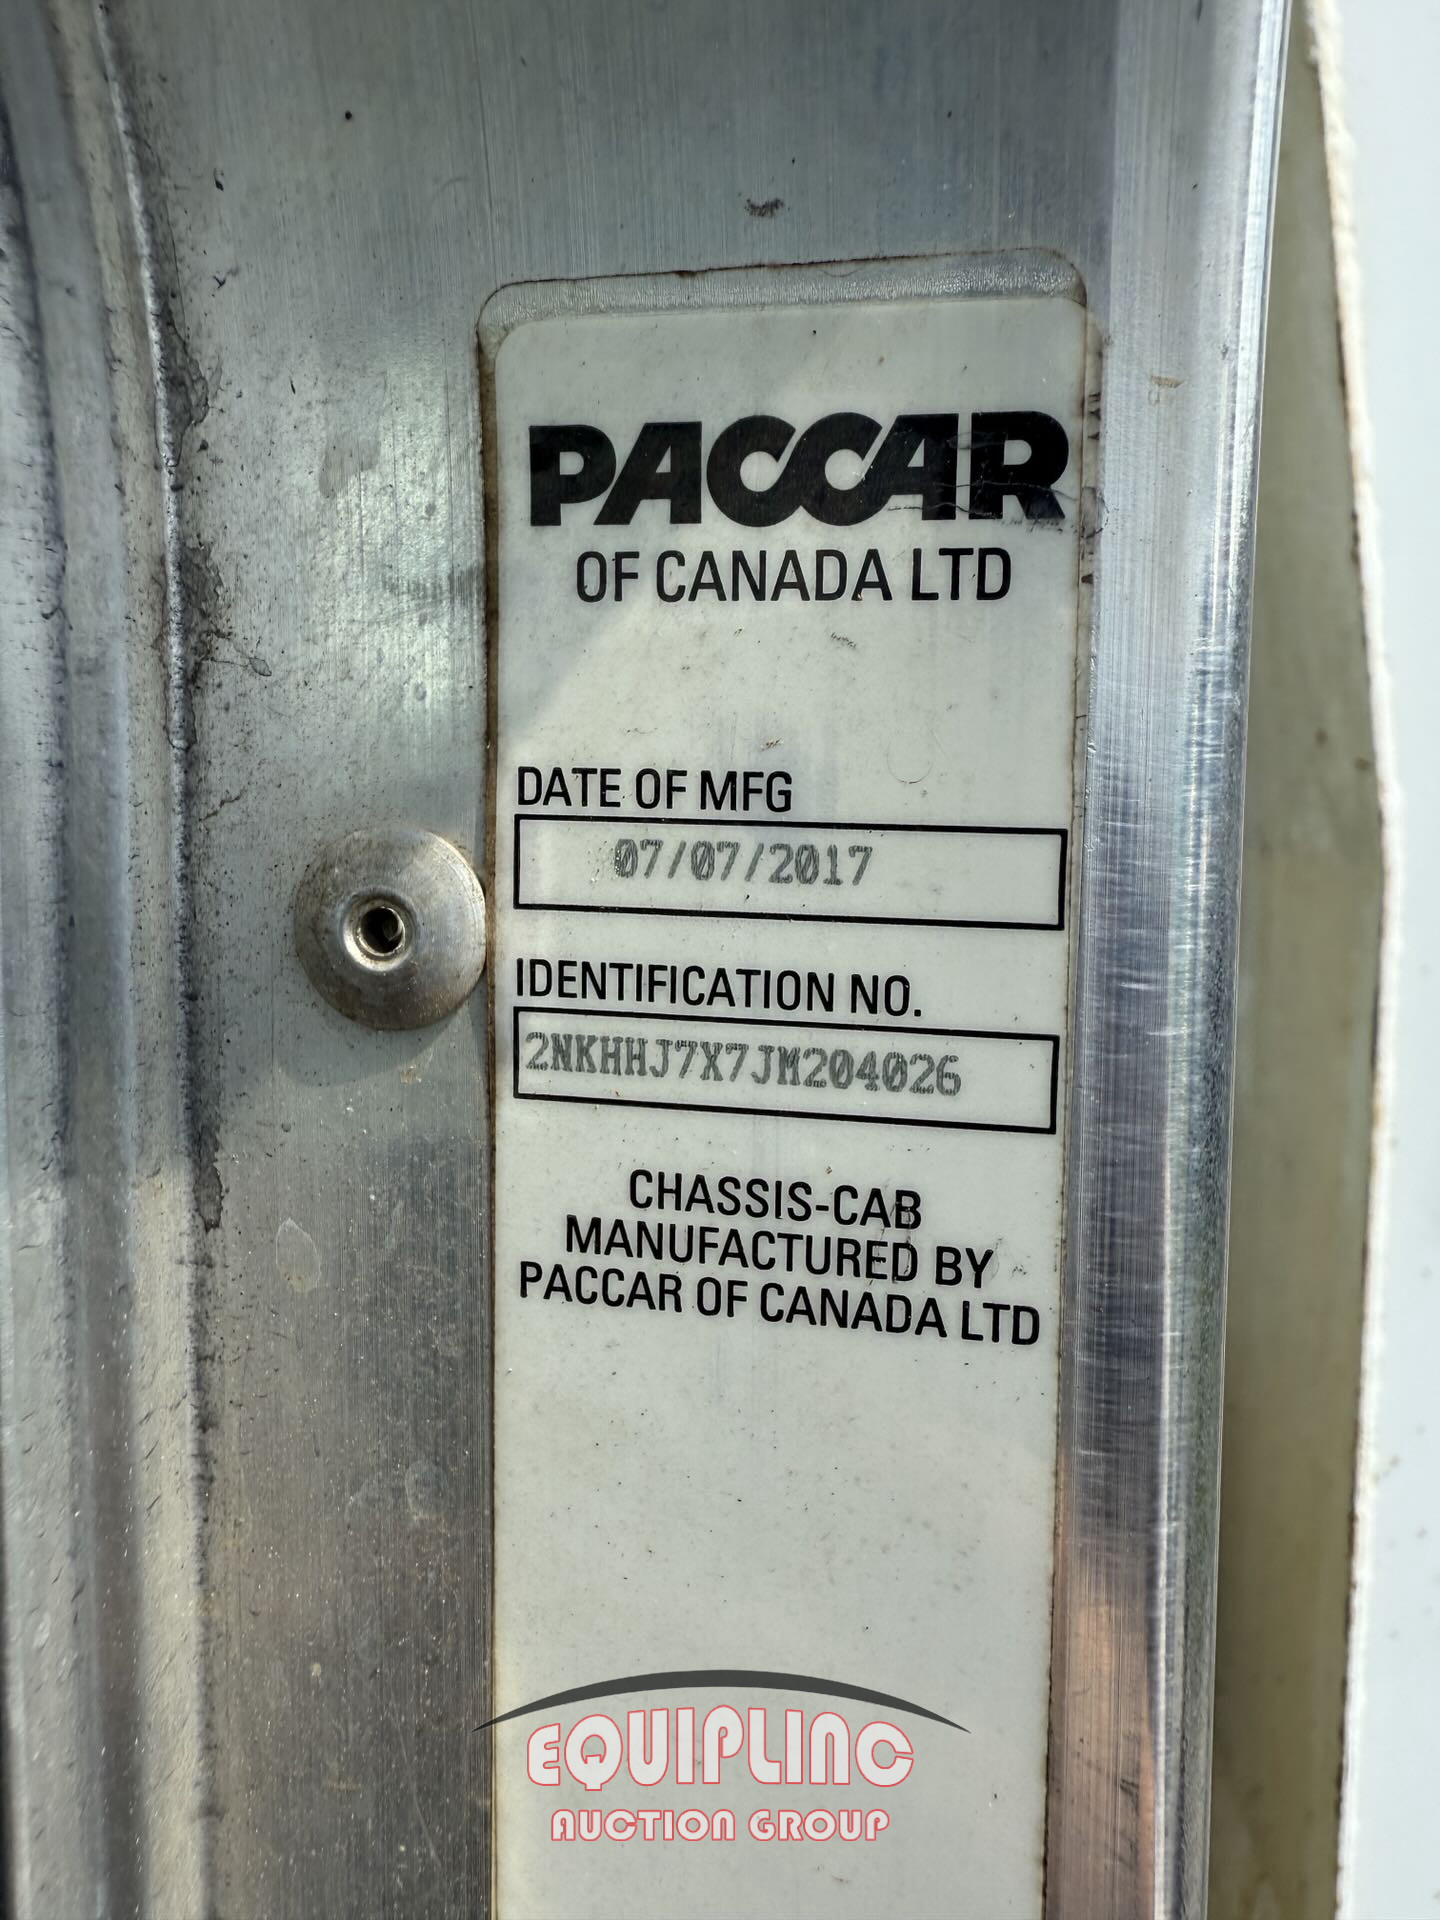 PACCAR
OF CANADA LTD
DATE OF MFG
07/07/2017
IDENTIFICATION NO.
2NKHHJ7X7JM204026
CHASSIS-CAB
MANUFACTURED BY
PACCAR OF CANADA LTD
EQUIPLINC
AUCTION GROUP